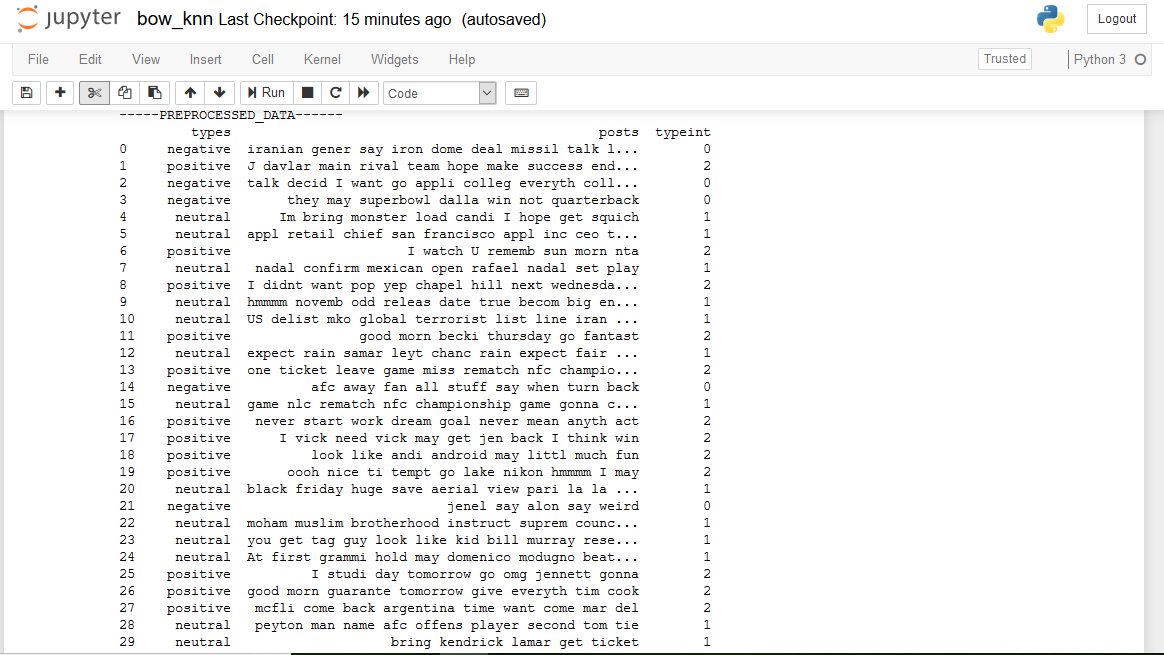 jupyter bow_knn Last Checkpoint: 15 minutes ago (autosaved) Logout
File Edit View Insert Cell Kernel Widgets Help Trusted Python 3
Run Code
-----PREPROCESSED_DATA------
types posts typeint
0 negative iranian gener say iron dome deal missil talk l... 0
1 positive J davlar main rival team hope make success end... 2
2 negative talk decid I want go appli colleg everyth coll... 0
3 negative they may superbowl dalla win not quarterback 0
4 neutral Im bring monster load candi I hope get squich 1
5 neutral appl retail chief san francisco appl inc ceo t... 1
6 positive I watch U rememb sun morn nta 2
7 neutral nadal confirm mexican open rafael nadal set play 1
8 positive I didnt want pop yep chapel hill next wednesda... 2
9 neutral hmmmm novemb odd releas date true becom big en... 1
10 neutral US delist mko global terrorist list line iran ... 1
11 positive good morn becki thursday go fantast 2
12 neutral expect rain samar leyt chanc rain expect fair ... 1
13 positive one ticket leave game miss rematch nfc champio... 2
14 negative afc away fan all stuff say when turn back 0
15 neutral game nlc rematch nfc championship game gonna c... 1
16 positive never start work dream goal never mean anyth act 2
17 positive I vick need vick may get jen back I think win 2
18 positive look like andi android may littl much fun 2
19 positive oooh nice ti tempt go lake nikon hmmmm I may 2
20 neutral black friday huge save aerial view pari la la ... 1
21 negative jenel say alon say weird 0
22 neutral moham muslim brotherhood instruct suprem counc... 1
23 neutral you get tag guy look like kid bill murray rese... 1
24 neutral At first grammi hold may domenico modugno beat... 1
25 positive I studi day tomorrow go omg jennett gonna 2
26 positive good morn guarante tomorrow give everyth tim cook 2
27 positive mcfli come back argentina time want come mar del 2
28 neutral peyton man name afc offens player second tom tie 1
29 neutral bring kendrick lamar get ticket 1